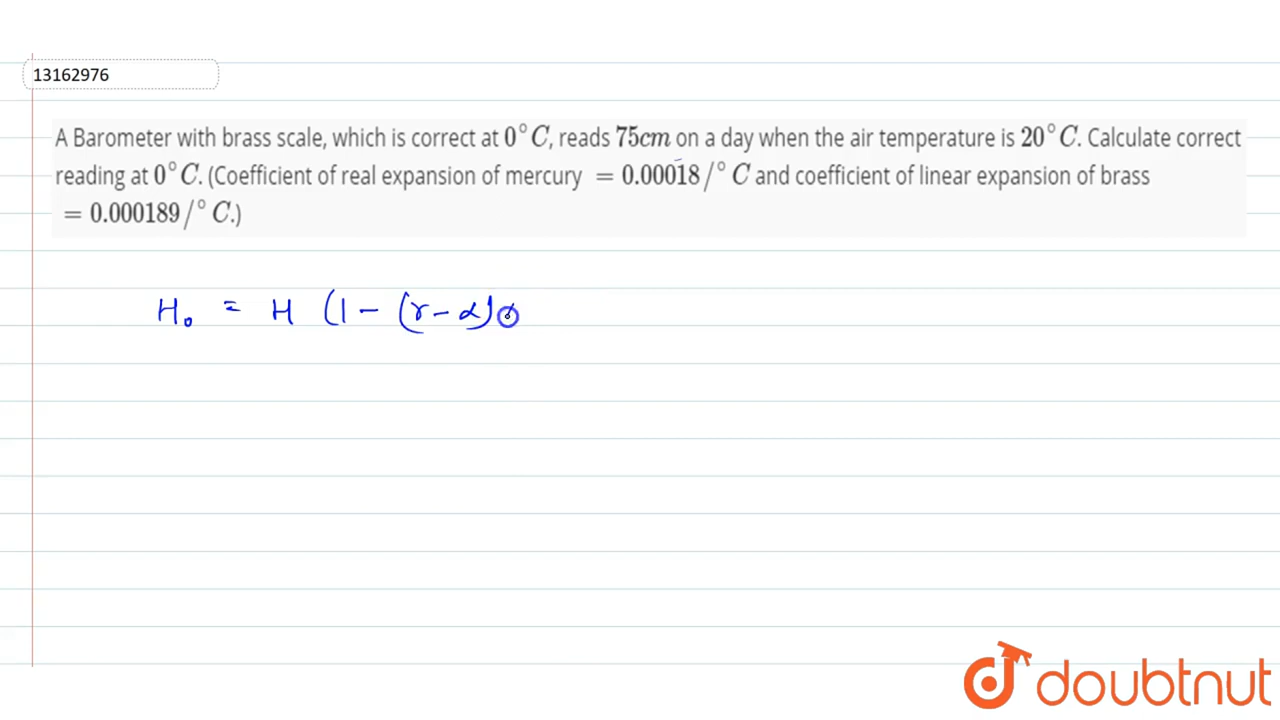 13162976
A Barometer with brass scale, which is correct at 0°C, reads 75cm on a day when the air temperature is 20°C. Calculate correct
reading at 0°C. (Coefficient of real expansion of mercury = 0.00018/°C and coefficient of linear expansion of brass
= 0.000189/°C.)
H₀ = H (1 - (γ - α)
doubtnut